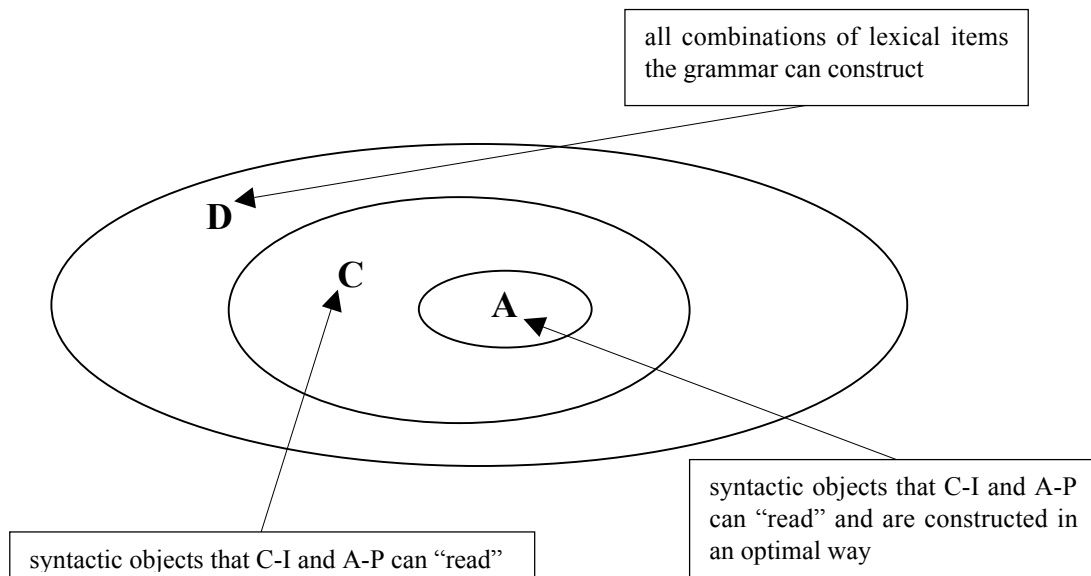 all combinations of lexical items
the grammar can construct
D
C
A
syntactic objects that C-I and A-P
can “read” and are constructed in
an optimal way
syntactic objects that C-I and A-P can “read”